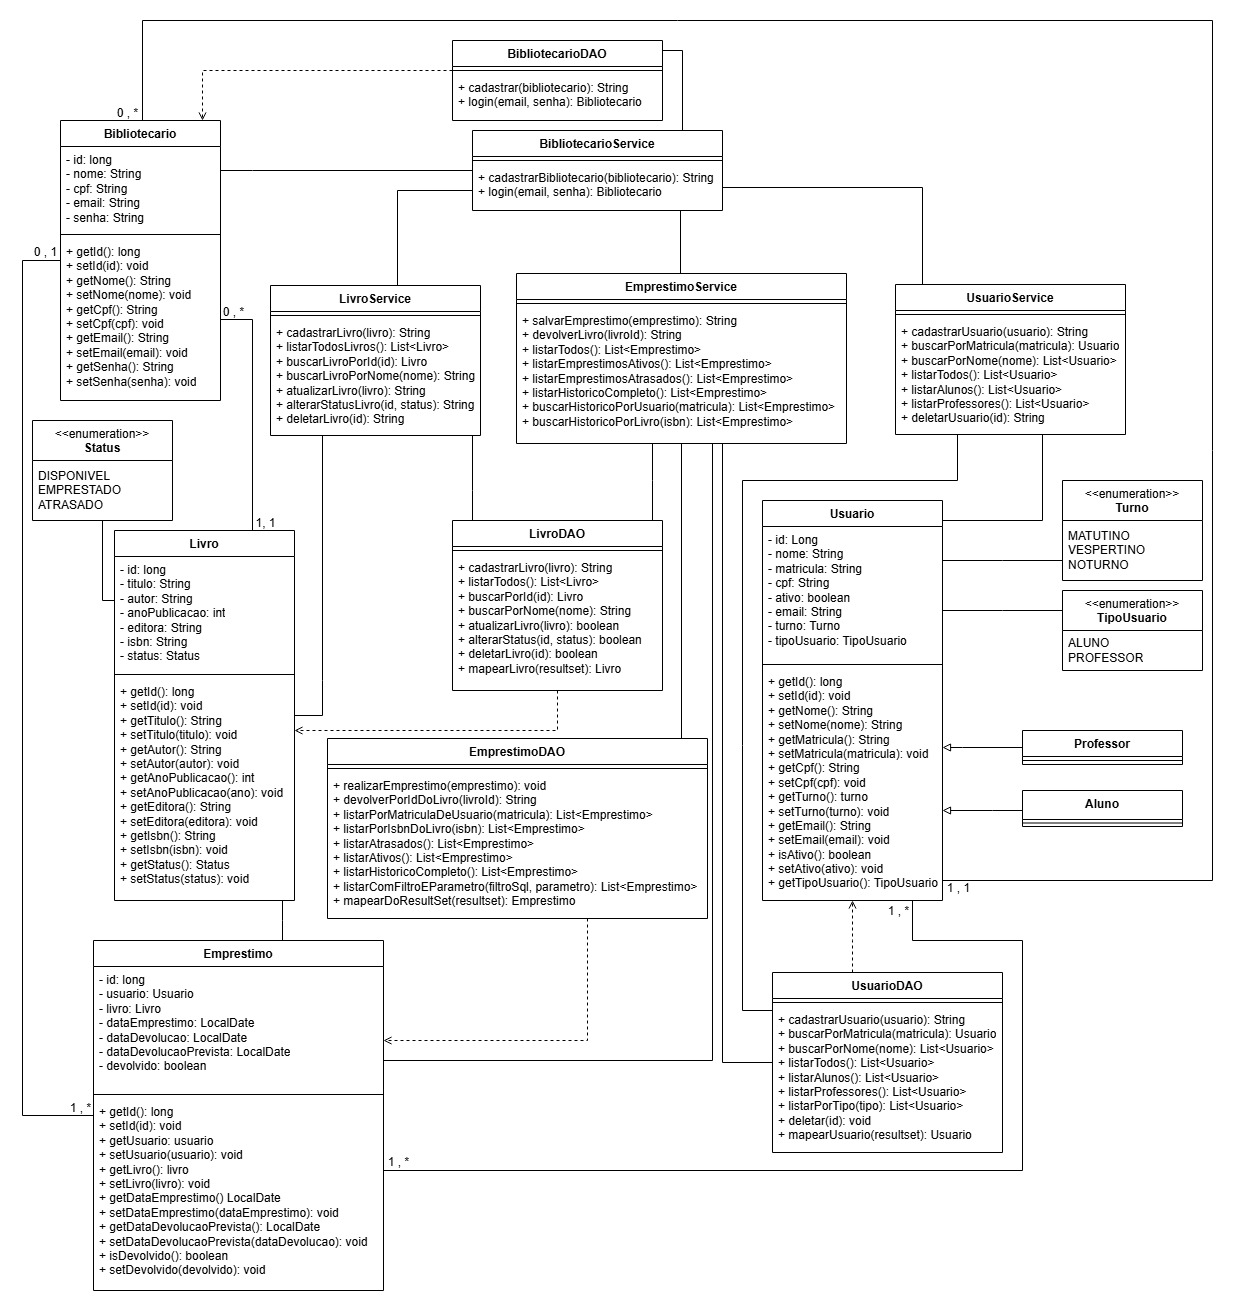 BibliotecarioDAO
+ cadastrar(bibliotecario): String
+ login(email, senha): Bibliotecario
0 , *
Bibliotecario
- id: long
- nome: String
- cpf: String
- email: String
- senha: String
+ getId(): long
+ setId(id): void
+ getNome(): String
+ setNome(nome): void
+ getCpf(): String
+ setCpf(cpf): void
+ getEmail(): String
+ setEmail(email): void
+ getSenha(): String
+ setSenha(senha): void
0 , 1
0 , *
BibliotecarioService
+ cadastrarBibliotecario(bibliotecario): String
+ login(email, senha): Bibliotecario
LivroService
+ cadastrarLivro(livro): String
+ listarTodosLivros(): List<Livro>
+ buscarLivroPorId(id): Livro
+ buscarLivroPorNome(nome): String
+ atualizarLivro(livro): String
+ alterarStatusLivro(id, status): String
+ deletarLivro(id): String
EmprestimoService
+ salvarEmprestimo(emprestimo): String
+ devolverLivro(livroId): String
+ listarTodos(): List<Emprestimo>
+ listarEmprestimosAtivos(): List<Emprestimo>
+ listarEmprestimosAtrasados(): List<Emprestimo>
+ listarHistoricoCompleto(): List<Emprestimo>
+ buscarHistoricoPorUsuario(matricula): List<Emprestimo>
+ buscarHistoricoPorLivro(isbn): List<Emprestimo>
UsuarioService
+ cadastrarUsuario(usuario): String
+ buscarPorMatricula(matricula): Usuario
+ buscarPorNome(nome): List<Usuario>
+ listarTodos(): List<Usuario>
+ listarAlunos(): List<Usuario>
+ listarProfessores(): List<Usuario>
+ deletarUsuario(id): String
<<enumeration>>
Status
DISPONIVEL
EMPRESTADO
ATRASADO
1, 1
Livro
- id: long
- titulo: String
- autor: String
- anoPublicacao: int
- editora: String
- isbn: String
- status: Status
+ getId(): long
+ setId(id): void
+ getTitulo(): String
+ setTitulo(titulo): void
+ getAutor(): String
+ setAutor(autor): void
+ getAnoPublicacao(): int
+ setAnoPublicacao(ano): void
+ getEditora(): String
+ setEditora(editora): void
+ getIsbn(): String
+ setIsbn(isbn): void
+ getStatus(): Status
+ setStatus(status): void
LivroDAO
+ cadastrarLivro(livro): String
+ listarTodos(): List<Livro>
+ buscarPorId(id): Livro
+ buscarPorNome(nome): String
+ atualizarLivro(livro): boolean
+ alterarStatus(id, status): boolean
+ deletarLivro(id): boolean
+ mapearLivro(resultset): Livro
Usuario
- id: Long
- nome: String
- matricula: String
- cpf: String
- ativo: boolean
- email: String
- turno: Turno
- tipoUsuario: TipoUsuario
+ getId(): long
+ setId(id): void
+ getNome(): String
+ setNome(nome): String
+ getMatricula(): String
+ setMatricula(matricula): void
+ getCpf(): String
+ setCpf(cpf): void
+ getTurno(): turno
+ setTurno(turno): void
+ getEmail(): String
+ setEmail(email): void
+ isAtivo(): boolean
+ setAtivo(ativo): void
+ getTipoUsuario(): TipoUsuario
1 , 1
1 , *
<<enumeration>>
Turno
MATUTINO
VESPERTINO
NOTURNO
<<enumeration>>
TipoUsuario
ALUNO
PROFESSOR
Professor
Aluno
EmprestimoDAO
+ realizarEmprestimo(emprestimo): void
+ devolverPorIdDoLivro(livroId): String
+ listarPorMatriculaDeUsuario(matricula): List<Emprestimo>
+ listarPorIsbnDoLivro(isbn): List<Emprestimo>
+ listarAtrasados(): List<Emprestimo>
+ listarAtivos(): List<Emprestimo>
+ listarHistoricoCompleto(): List<Emprestimo>
+ listarComFiltroEParametro(filtroSql, parametro): List<Emprestimo>
+ mapearDoResultSet(resultset): Emprestimo
Emprestimo
- id: long
- usuario: Usuario
- livro: Livro
- dataEmprestimo: LocalDate
- dataDevolucao: LocalDate
- dataDevolucaoPrevista: LocalDate
- devolvido: boolean
1 , *
+ getId(): long
+ setId(id): void
+ getUsuario: usuario
+ setUsuario(usuario): void
+ getLivro(): livro
+ setLivro(livro): void
+ getDataEmprestimo() LocalDate
+ setDataEmprestimo(dataEmprestimo): void
+ getDataDevolucaoPrevista(): LocalDate
+ setDataDevolucaoPrevista(dataDevolucao): void
+ isDevolvido(): boolean
+ setDevolvido(devolvido): void
1 , *
UsuarioDAO
+ cadastrarUsuario(usuario): String
+ buscarPorMatricula(matricula): Usuario
+ buscarPorNome(nome): List<Usuario>
+ listarTodos(): List<Usuario>
+ listarAlunos(): List<Usuario>
+ listarProfessores(): List<Usuario>
+ listarPorTipo(tipo): List<Usuario>
+ deletar(id): void
+ mapearUsuario(resultset): Usuario